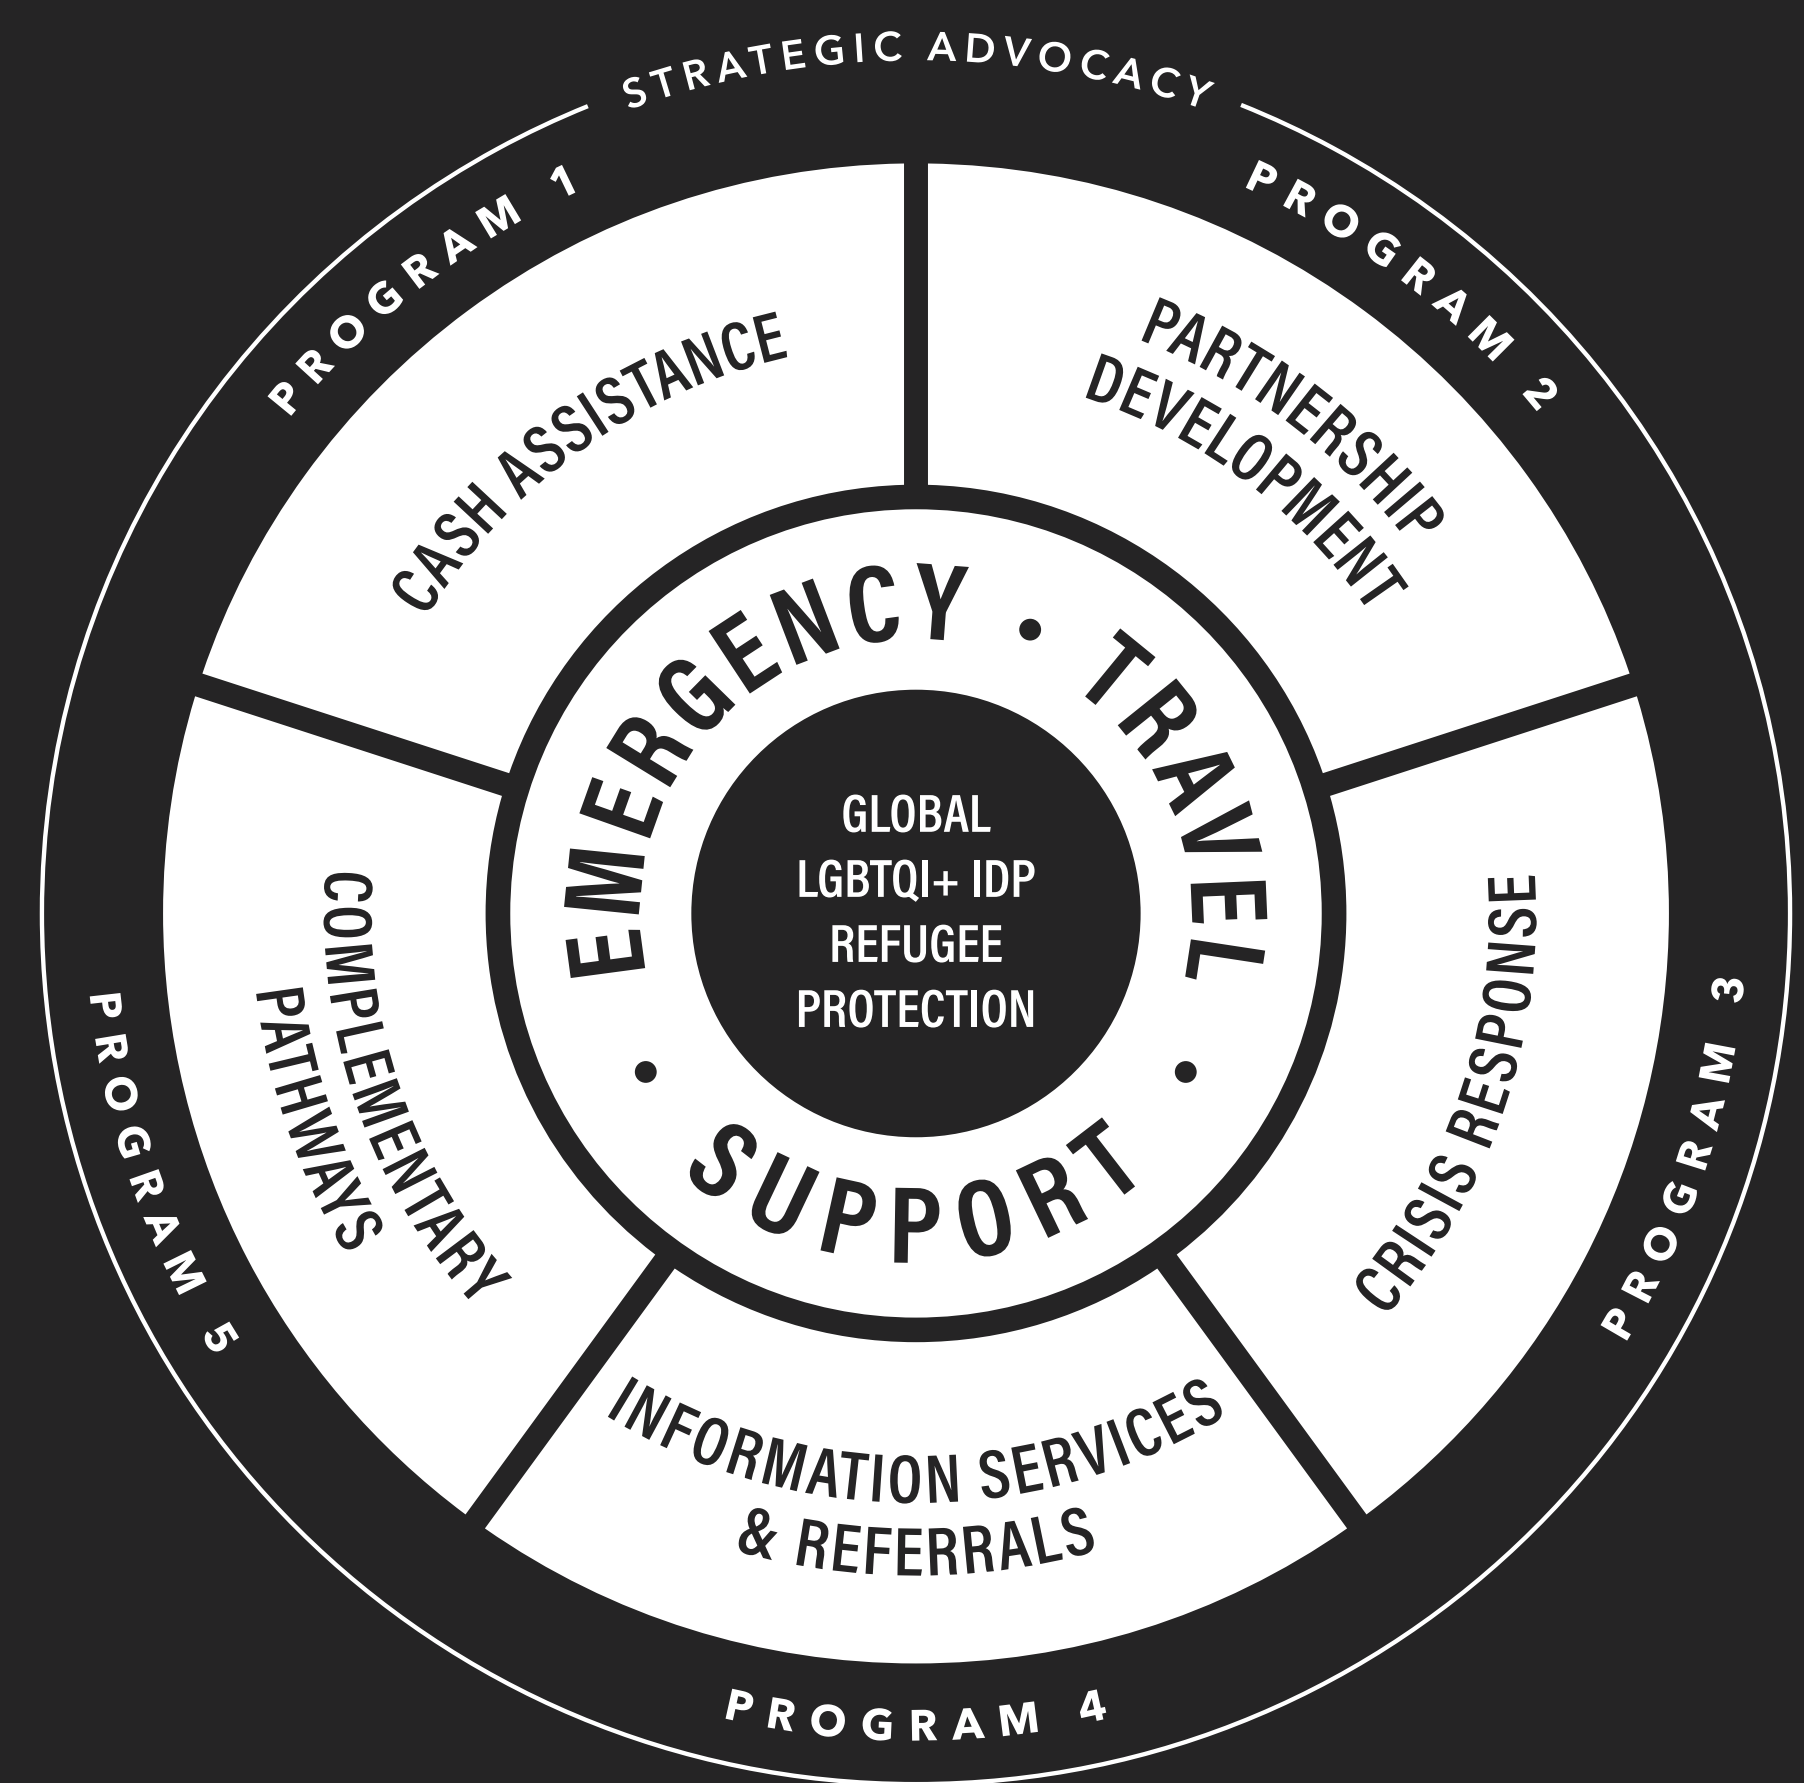 STRATEGIC ADVOCACY
PROGRAM 1
CASH ASSISTANCE
PROGRAM 2
PARTNERSHIP
DEVELOPMENT
PROGRAM 3
CRISIS RESPONSE
PROGRAM 4
INFORMATION SERVICES
& REFERRALS
PROGRAM 5
COMPLEMENTARY
PATHWAYS
EMERGENCY • TRAVEL • SUPPORT •
GLOBAL
LGBTQI+ IDP
REFUGEE
PROTECTION